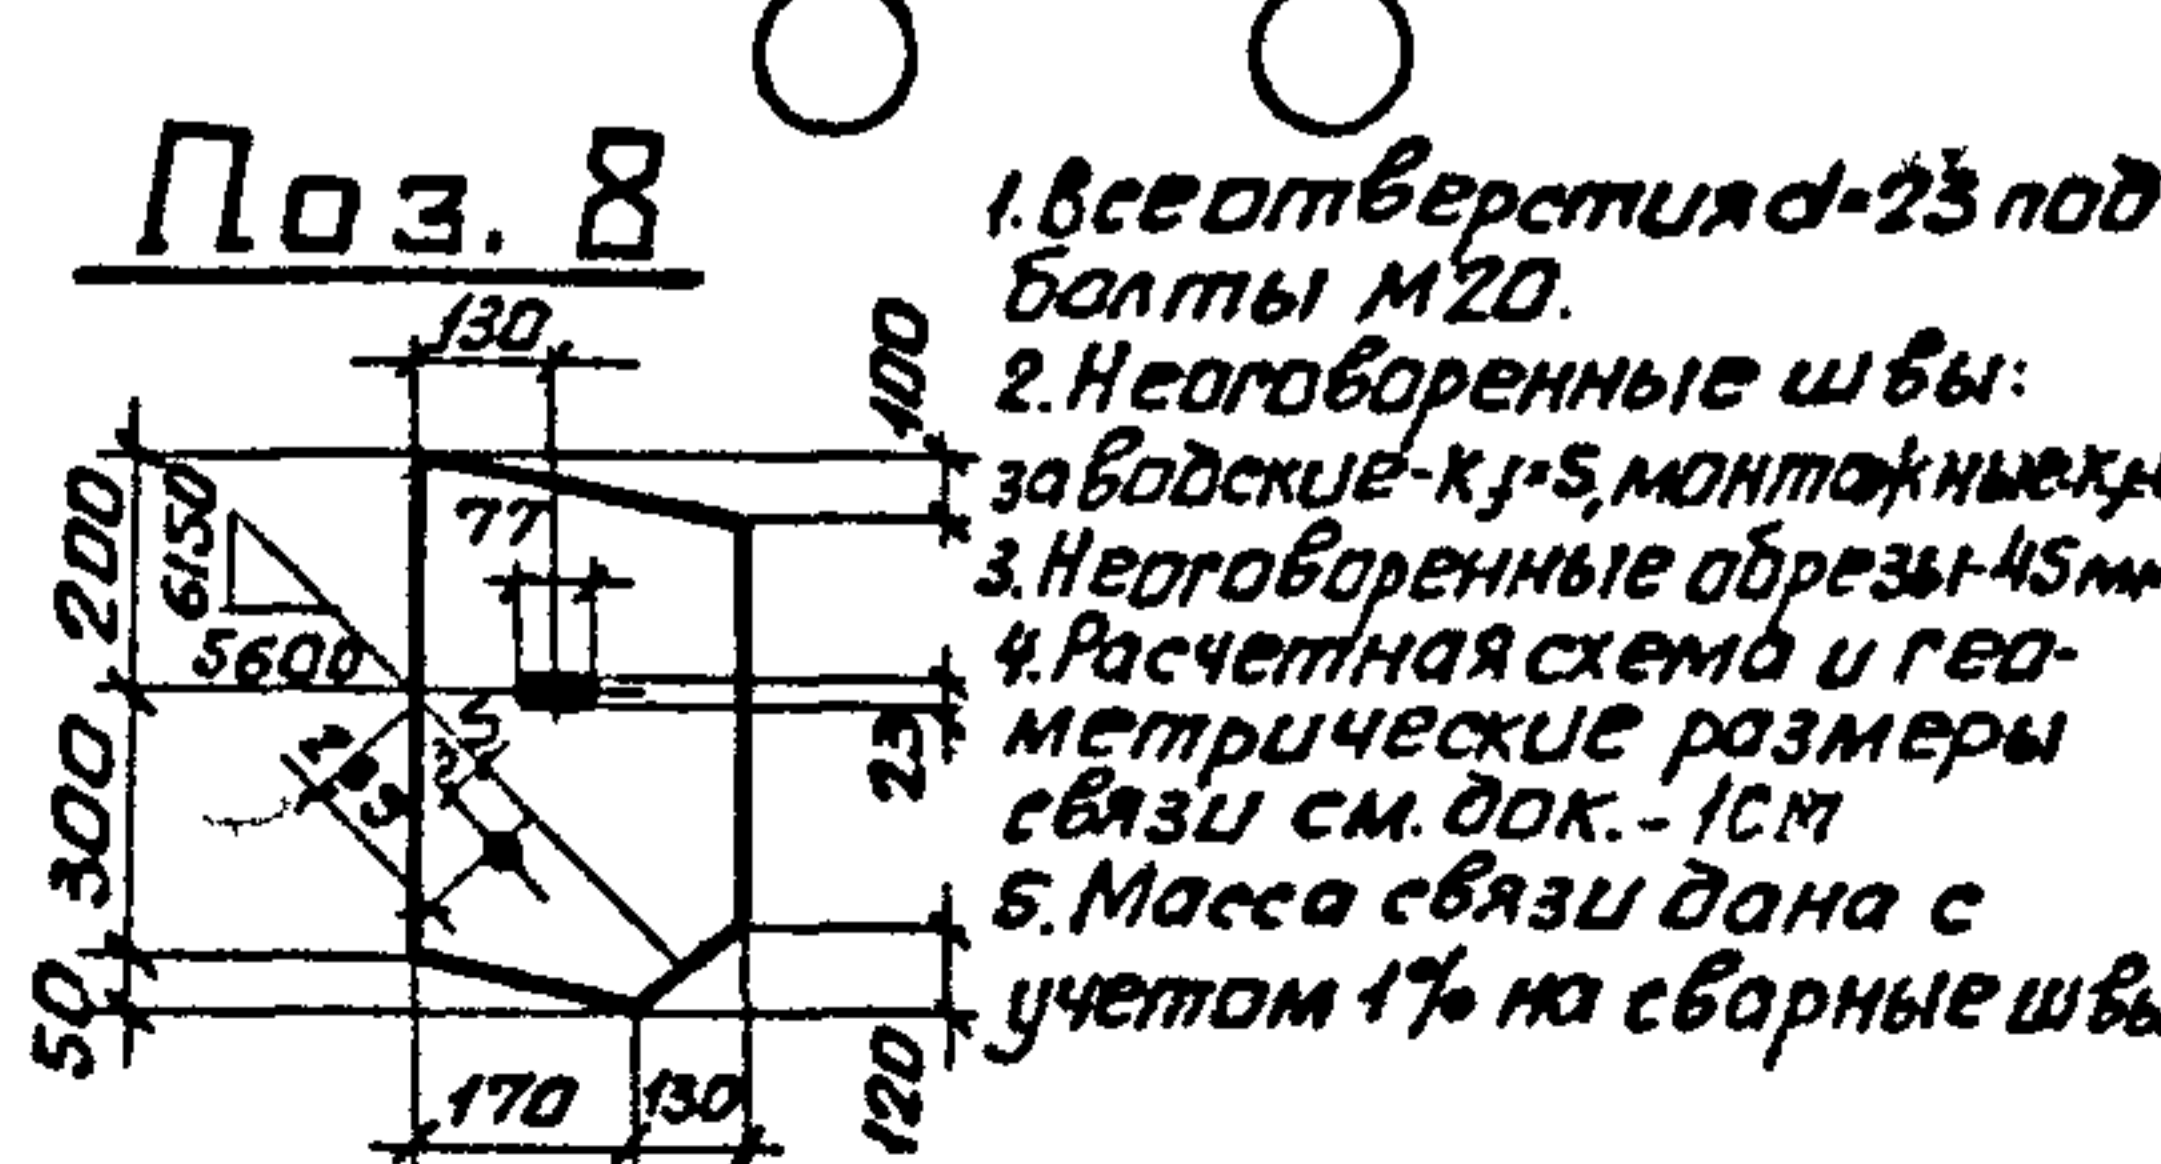 Поз. 8
130
100
200
6150
5600
77
300
50
23
170
130
120
1. Все отверстия d-23 под
болты М20.
2. Неоговоренные швы:
заводские-Kf=5, монтажные-
3. Неоговоренные обрезы-45мм
4. Расчетная схема и гео-
метрические размеры
связи см. док.-1СМ
5. Масса связи дана с
учетом 1% на сварные швы